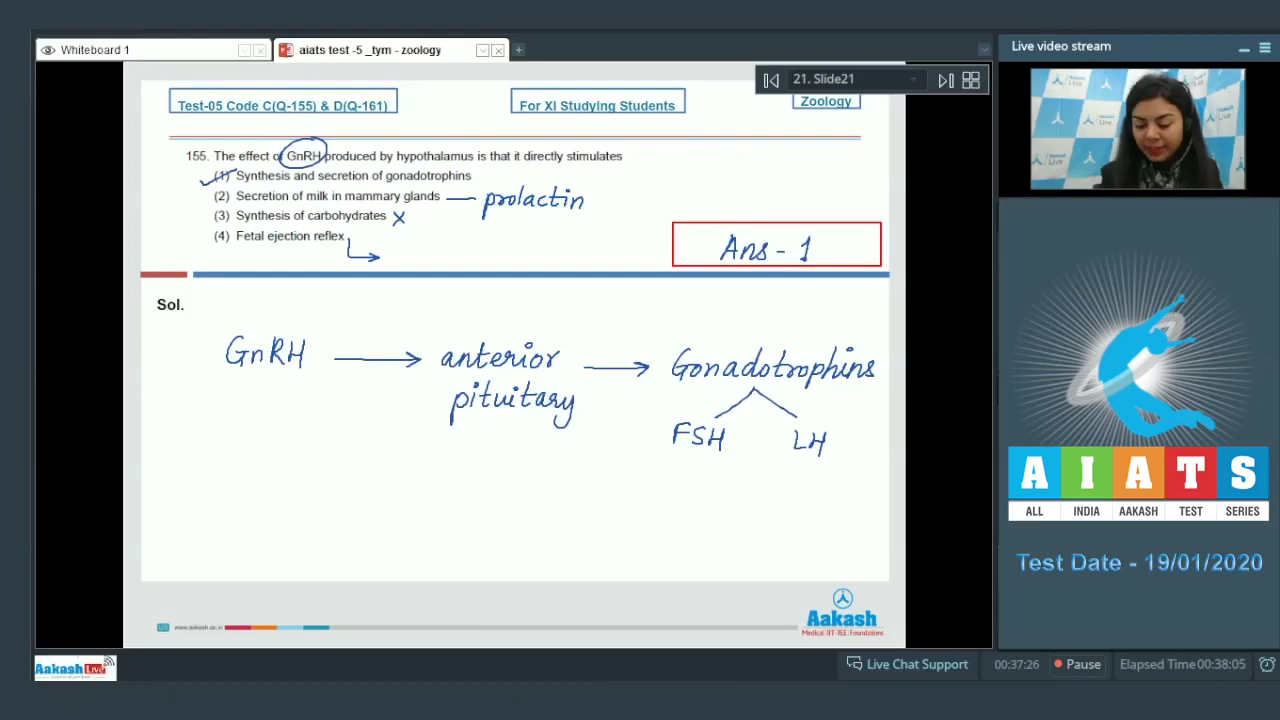 Whiteboard 1
aiats test -5 _tym - zoology
Live video stream
21. Slide21
Test-05 Code C(Q-155) & D(Q-161)
For XI Studying Students
Zoology
155. The effect of GnRH produced by hypothalamus is that it directly stimulates
(1) Synthesis and secretion of gonadotrophins
(2) Secretion of milk in mammary glands — prolactin
(3) Synthesis of carbohydrates x
(4) Fetal ejection reflex
Ans - 1
Sol.
GnRH → anterior pituitary → Gonadotrophins
FSH LH
A I A T S
ALL INDIA AAKASH TEST SERIES
Test Date - 19/01/2020
www.aakash.ac.in
Aakash
Medical|IIT-JEE|Foundations
Aakash Live
Live Chat Support
00:37:26
Pause
Elapsed Time 00:38:05